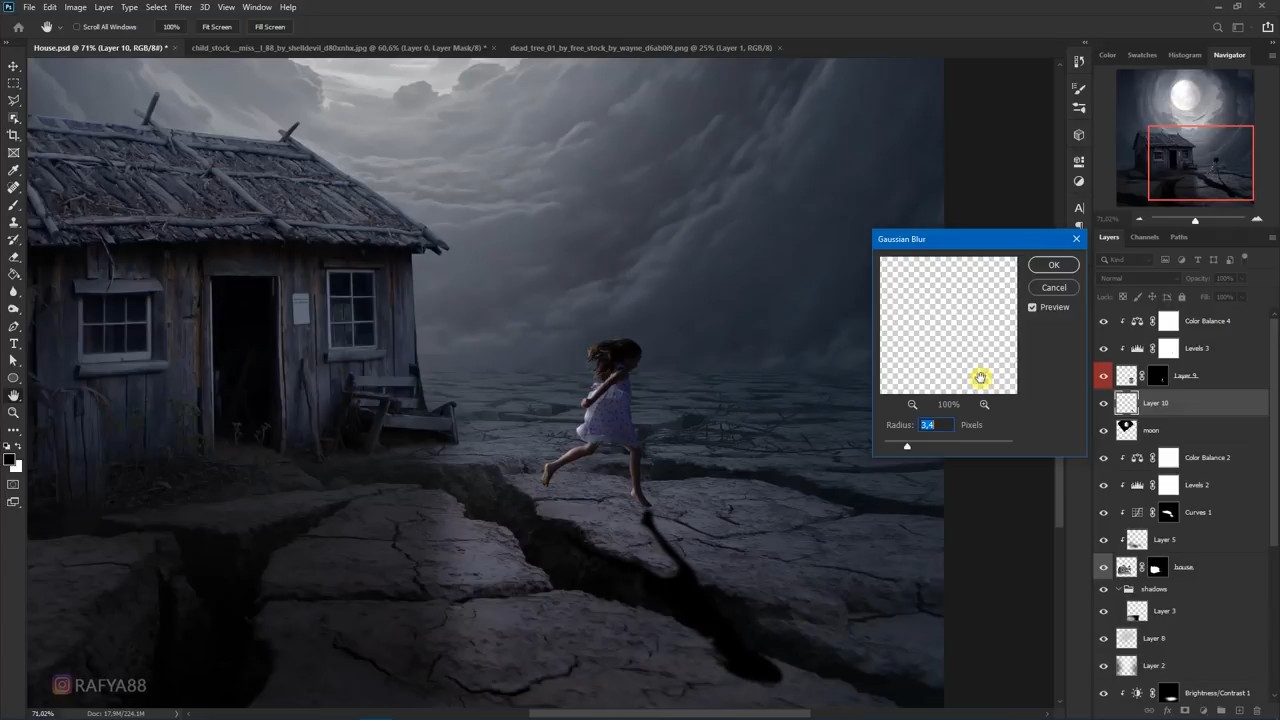 Ps File Edit Image Layer Type Select Filter 3D View Window Help
Scroll All Windows 100% Fit Screen Fill Screen
House.psd @ 71% (Layer 10, RGB/8#) * × child_stock__miss_l_88_by_shelldevil_d80xnbx.jpg @ 60,6% (Layer 0, Layer Mask/8) * × dead_tree_01_by_free_stock_by_wayne_d6ab0i9.png @ 25% (Layer 1, RGB/8) ×
Color Swatches Histogram Navigator
71,02%
Layers Channels Paths
Kind
Normal Opacity: 100%
Lock: Fill: 100%
Color Balance 4
Levels 3
Layer 9
Layer 10
moon
Color Balance 2
Levels 2
Curves 1
Layer 5
house
shadows
Layer 3
Layer 8
Layer 2
Brightness/Contrast 1
Gaussian Blur
OK
Cancel
Preview
100%
Radius: 3,4 Pixels
RAFYA88
71,02% Doc: 17,9M/224,1M